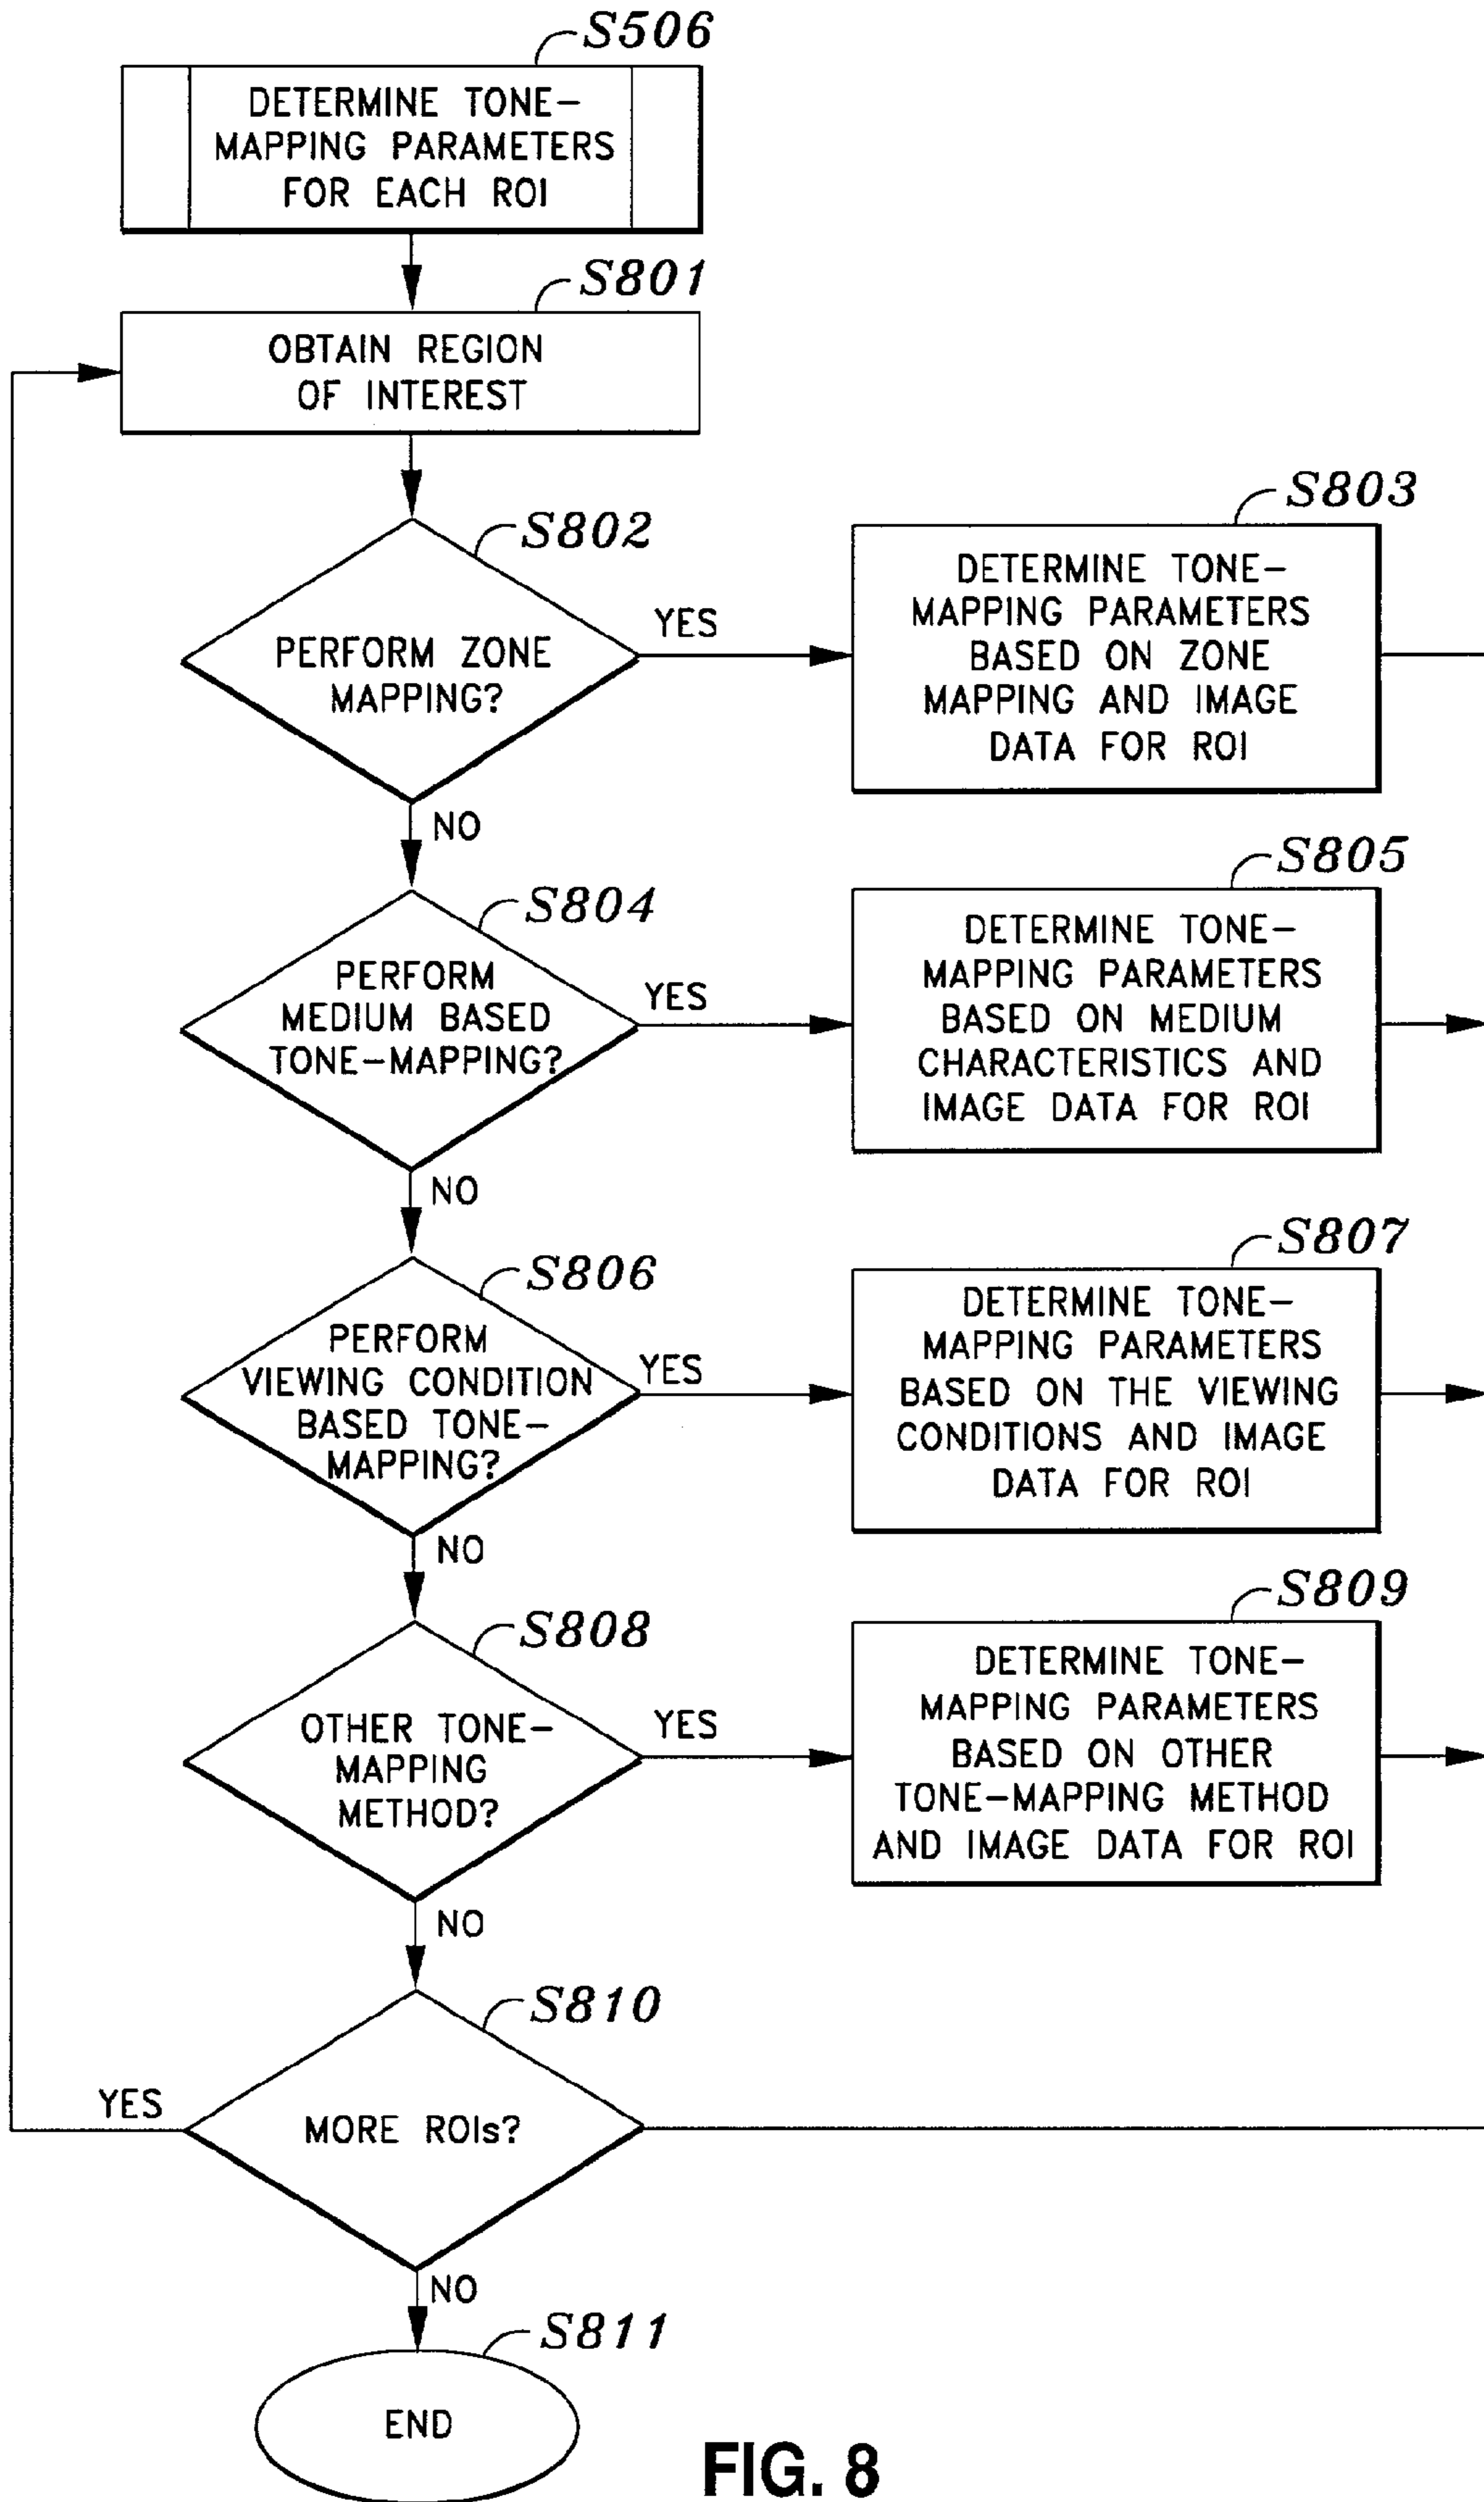 S506
DETERMINE TONE-
MAPPING PARAMETERS
FOR EACH ROI
S801
OBTAIN REGION
OF INTEREST
S802
PERFORM ZONE
MAPPING?
YES
NO
S803
DETERMINE TONE-
MAPPING PARAMETERS
BASED ON ZONE
MAPPING AND IMAGE
DATA FOR ROI
S804
PERFORM
MEDIUM BASED
TONE-MAPPING?
YES
NO
S805
DETERMINE TONE-
MAPPING PARAMETERS
BASED ON MEDIUM
CHARACTERISTICS AND
IMAGE DATA FOR ROI
S806
PERFORM
VIEWING CONDITION
BASED TONE-
MAPPING?
YES
NO
S807
DETERMINE TONE-
MAPPING PARAMETERS
BASED ON THE VIEWING
CONDITIONS AND IMAGE
DATA FOR ROI
S808
OTHER TONE-
MAPPING
METHOD?
YES
NO
S809
DETERMINE TONE-
MAPPING PARAMETERS
BASED ON OTHER
TONE-MAPPING METHOD
AND IMAGE DATA FOR ROI
S810
MORE ROIs?
YES
NO
S811
END
FIG. 8